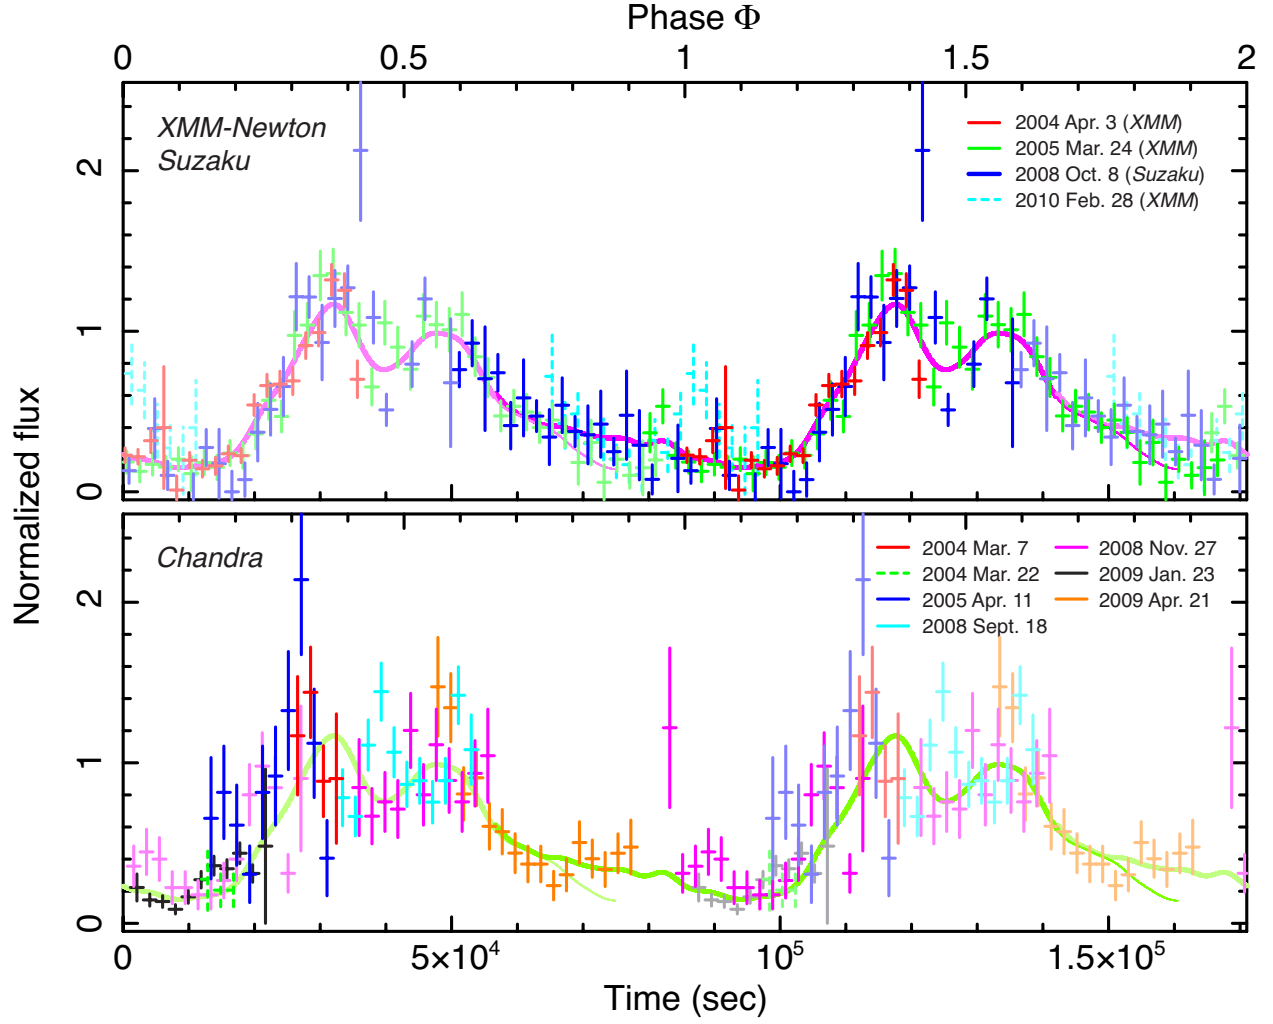 Phase Φ
0 0.5 1 1.5 2
XMM-Newton
Suzaku
2004 Apr. 3 (XMM)
2005 Mar. 24 (XMM)
2008 Oct. 8 (Suzaku)
2010 Feb. 28 (XMM)
2
1
0
Normalized flux
Chandra
2004 Mar. 7 2008 Nov. 27
2004 Mar. 22 2009 Jan. 23
2005 Apr. 11 2009 Apr. 21
2008 Sept. 18
2
1
0
0 5×10⁴ 10⁵ 1.5×10⁵
Time (sec)